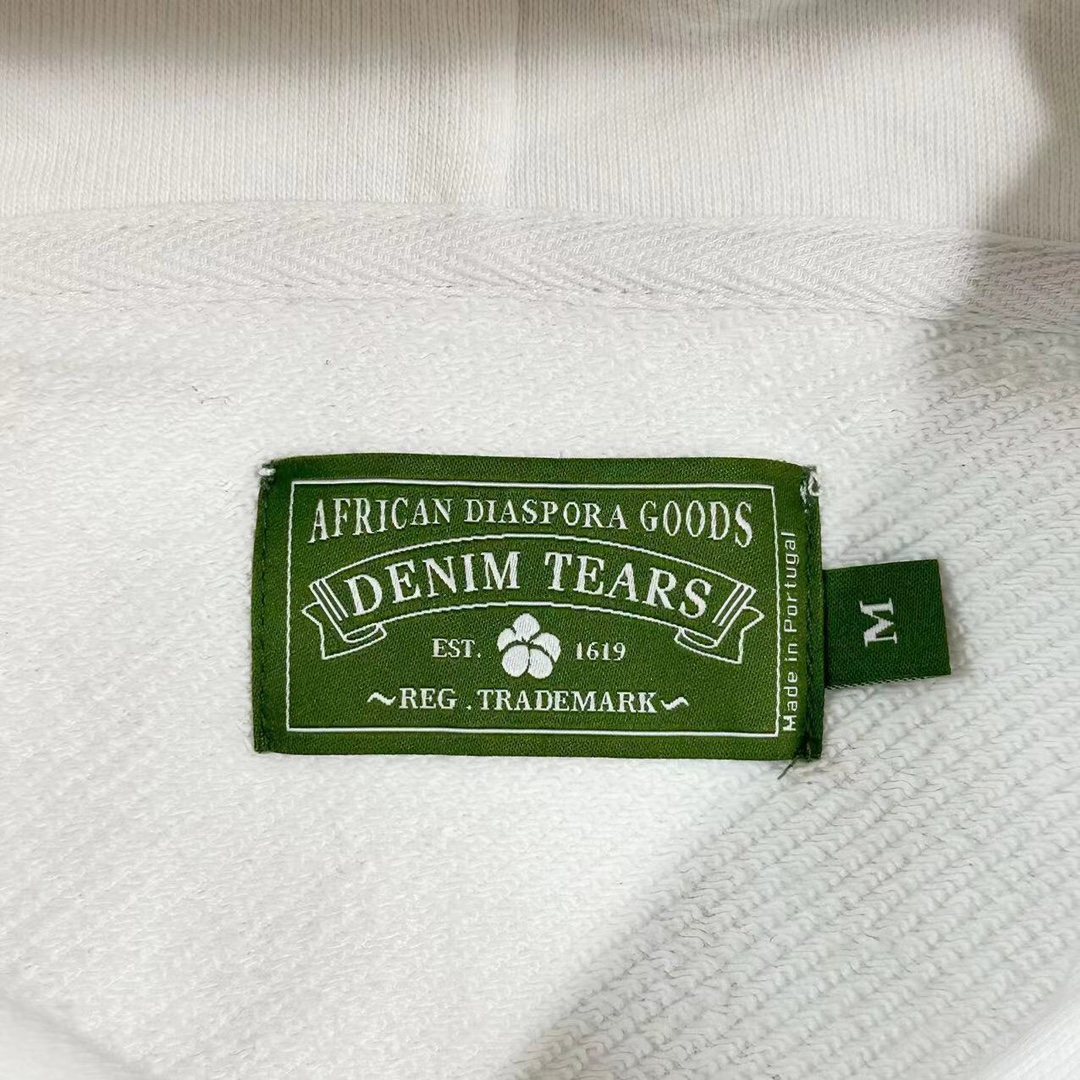 AFRICAN DIASPORA GOODS
DENIM TEARS
EST. 1619
~REG . TRADEMARK~
Made in Portugal
M